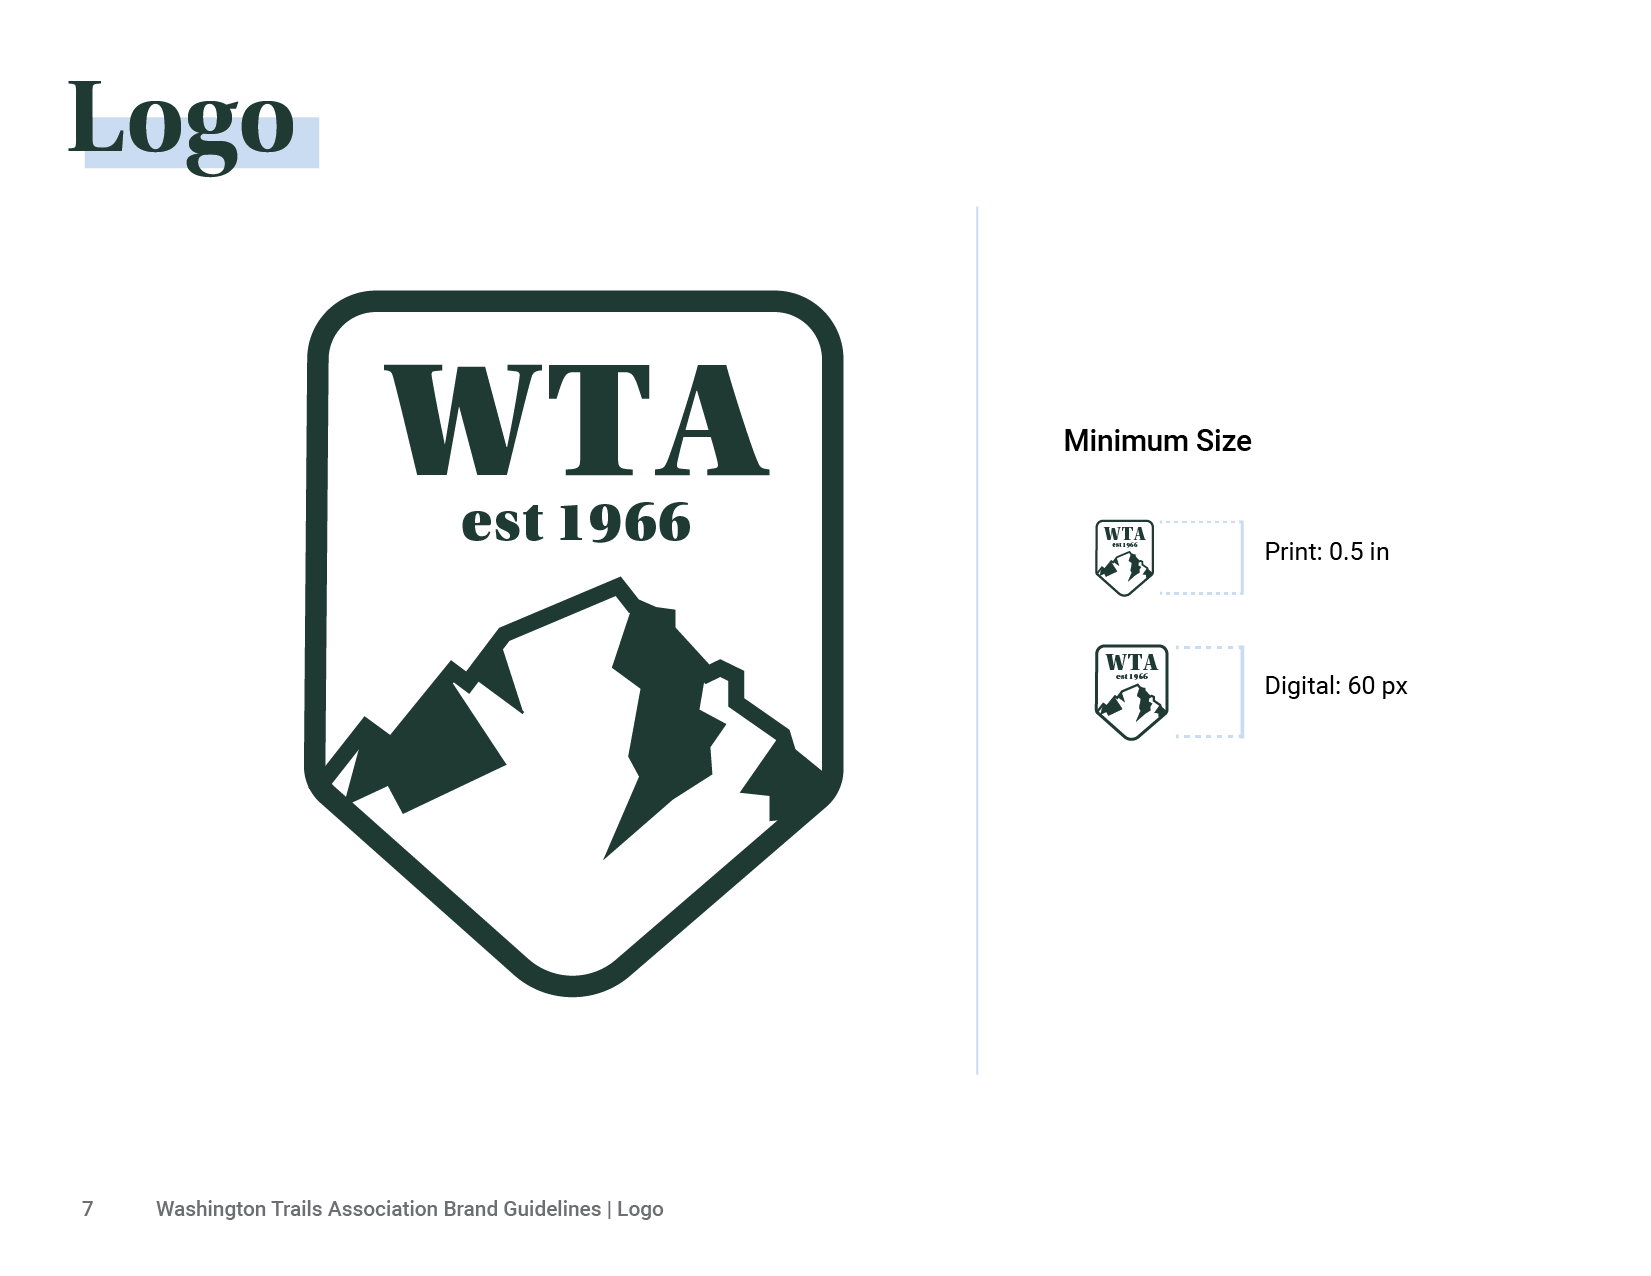 Logo
WTA
est 1966
Minimum Size
WTA
est 1966
Print: 0.5 in
WTA
est 1966
Digital: 60 px
7 Washington Trails Association Brand Guidelines | Logo